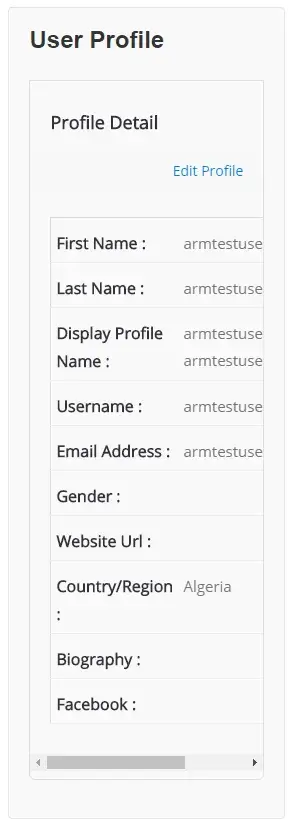 User Profile
Profile Detail
Edit Profile
First Name : armtestuse
Last Name : armtestuse
Display Profile armtestuse
Name : armtestuse
Username : armtestuse
Email Address : armtestuse
Gender :
Website Url :
Country/Region Algeria
:
Biography :
Facebook :